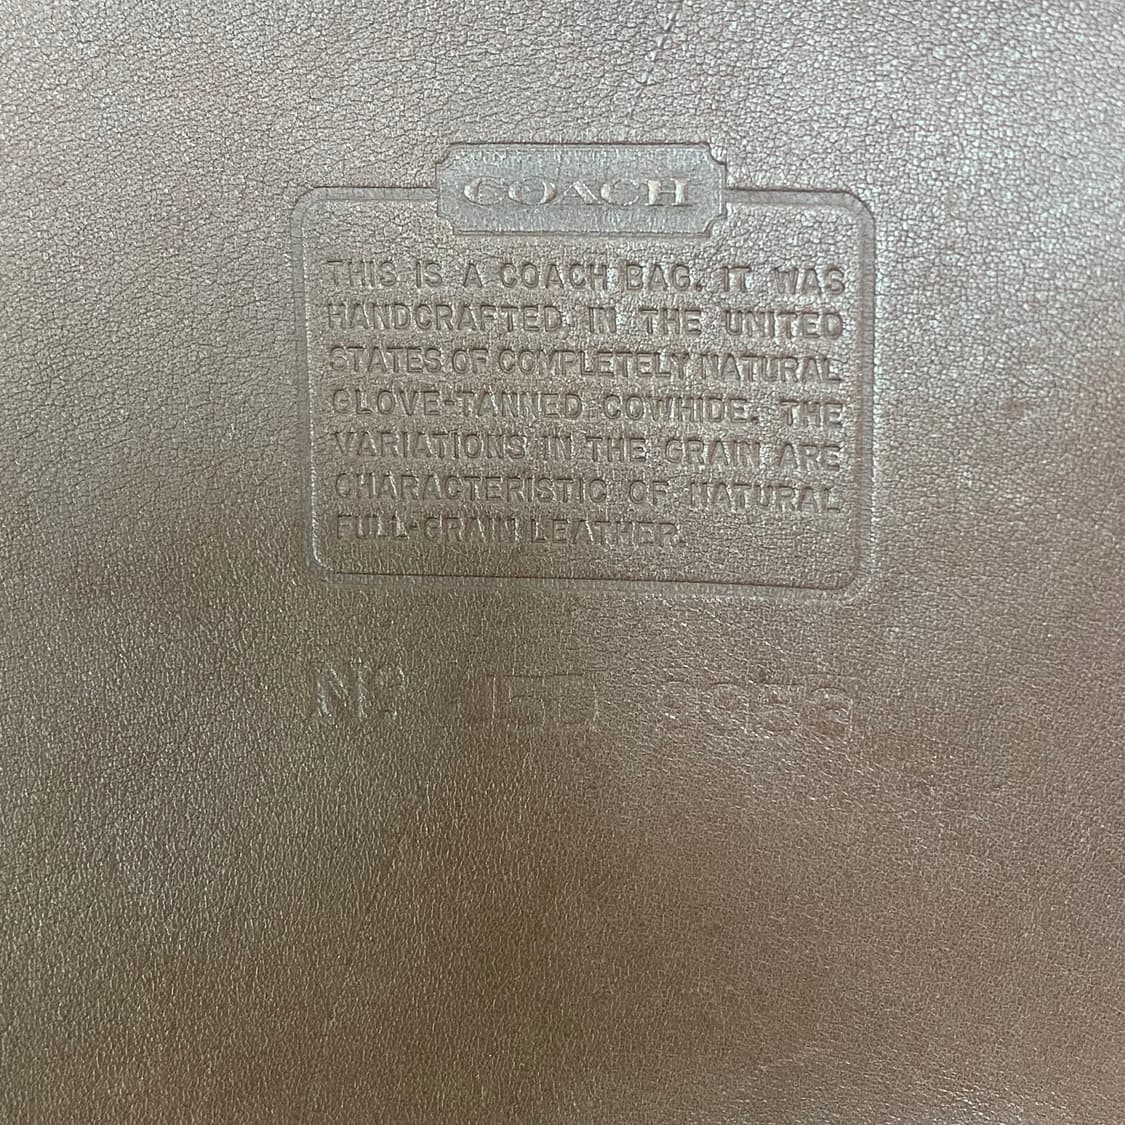 COACH
THIS IS A COACH BAG. IT WAS
HANDCRAFTED IN THE UNITED
STATES OF COMPLETELY NATURAL
GLOVE-TANNED COWHIDE. THE
VARIATIONS IN THE GRAIN ARE
CHARACTERISTIC OF NATURAL
FULL-GRAIN LEATHER.
Nº